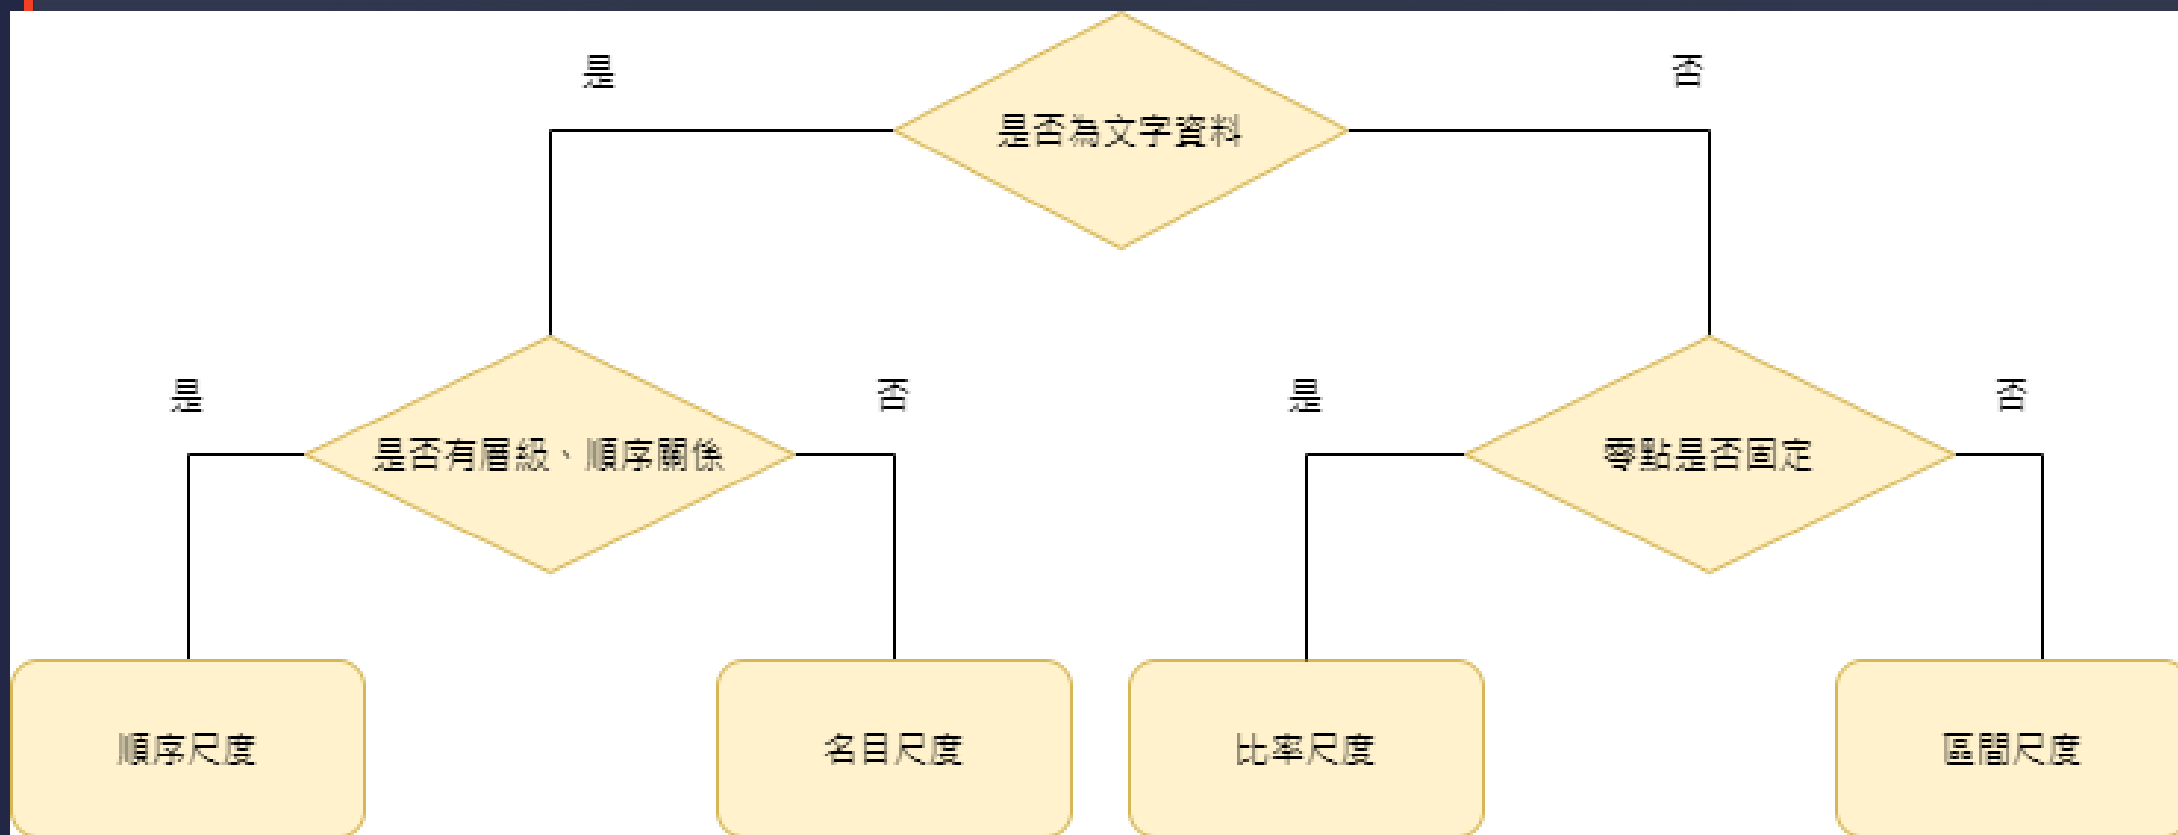 是
否
是否為文字資料
是
否
是
否
是否有層級、順序關係
零點是否固定
順序尺度
名目尺度
比率尺度
區間尺度